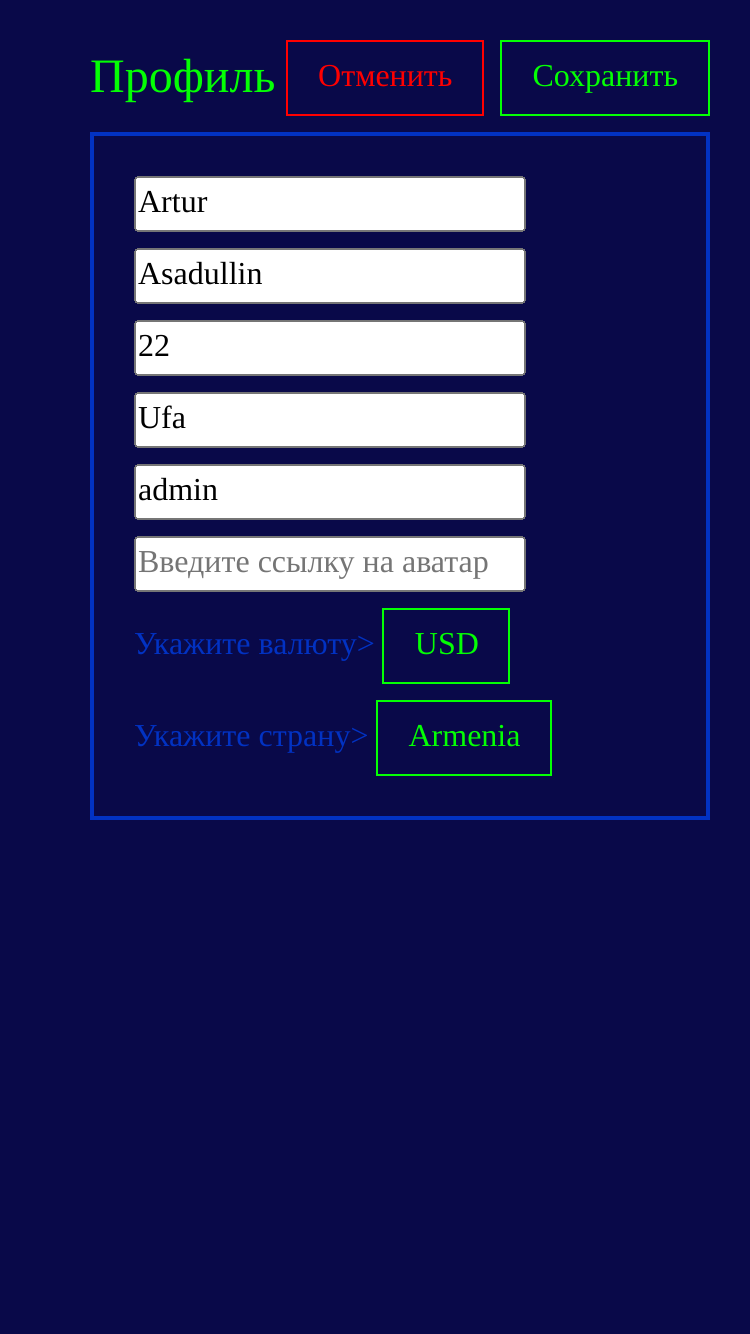 Профиль Отменить Сохранить
Artur
Asadullin
22
Ufa
admin
Введите ссылку на аватар
Укажите валюту> USD
Укажите страну> Armenia